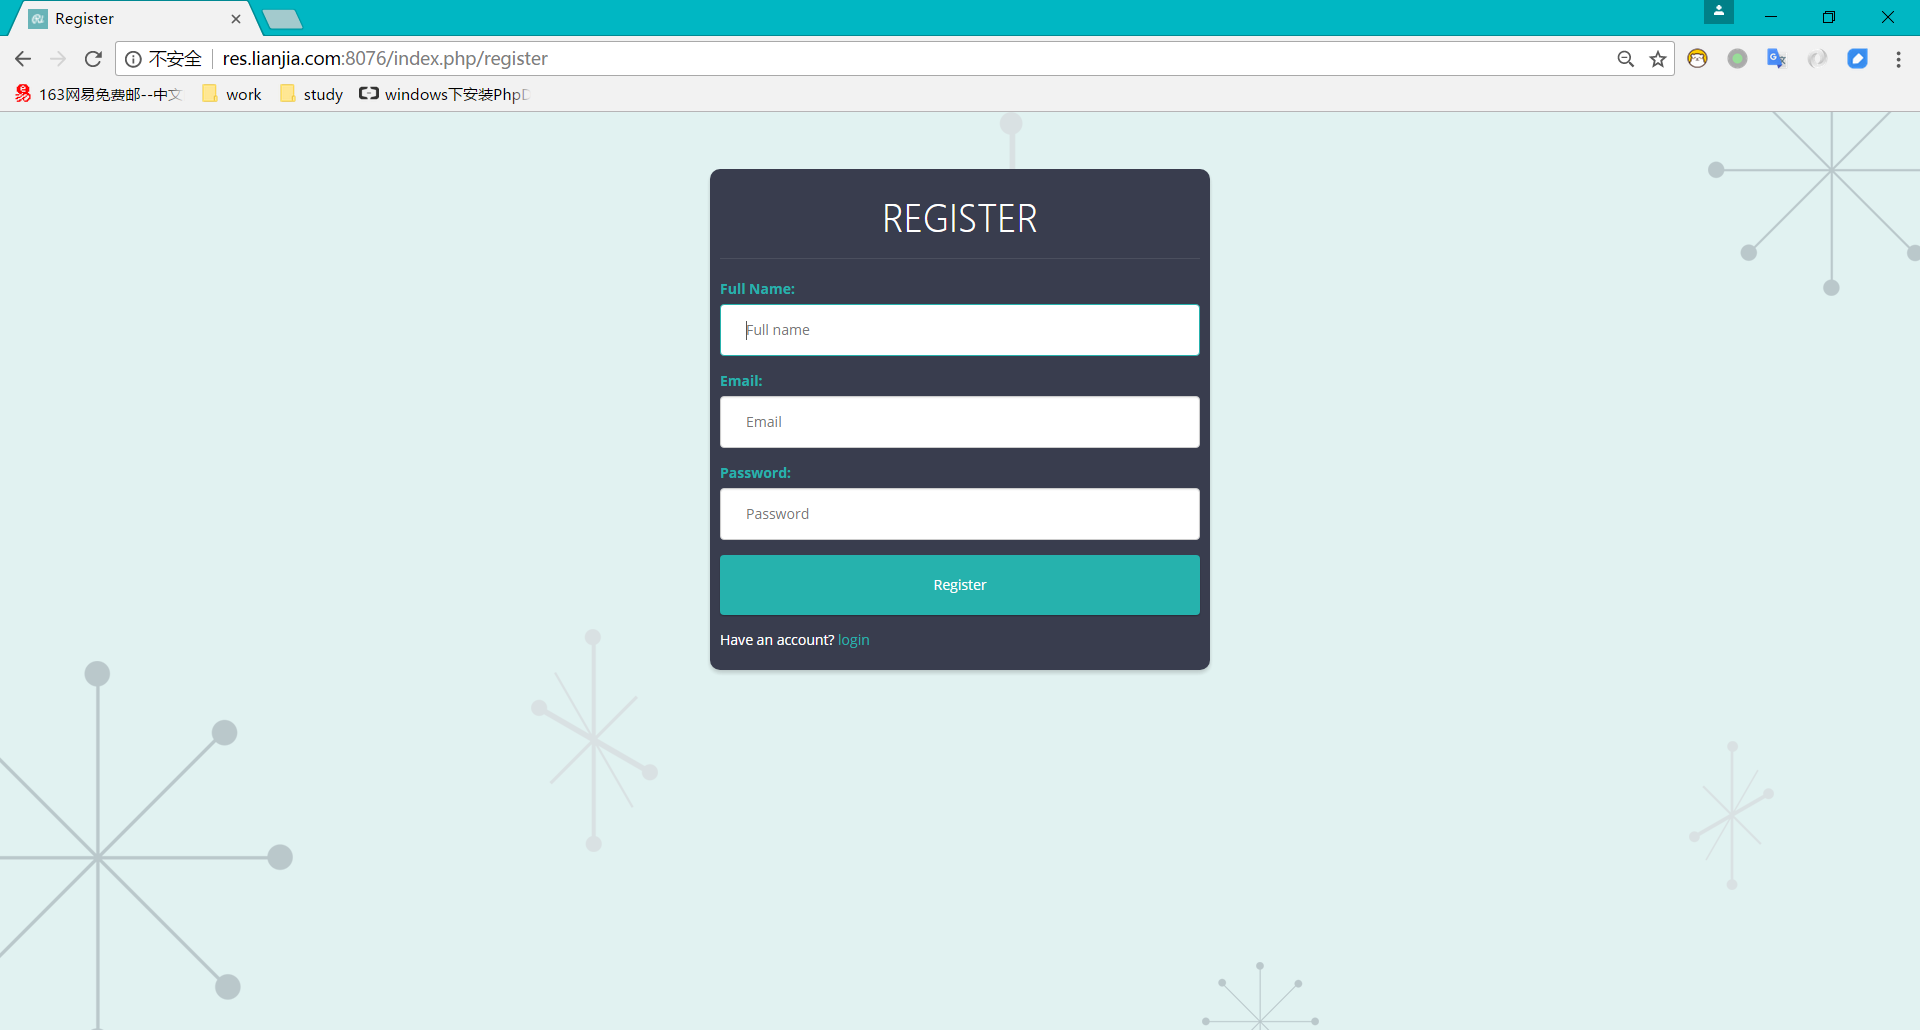 Register
不安全 res.lianjia.com:8076/index.php/register
163网易免费邮--中文 work study windows下安装Php
REGISTER
Full Name:
Full name
Email:
Email
Password:
Password
Register
Have an account? login